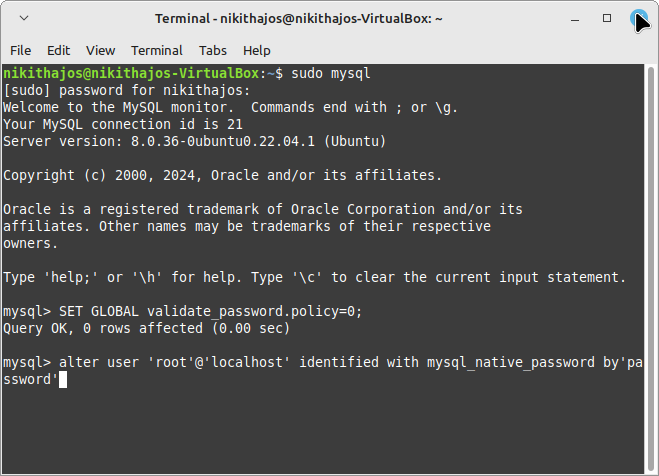 Terminal - nikithajos@nikithajos-VirtualBox: ~
File Edit View Terminal Tabs Help
nikithajos@nikithajos-VirtualBox:~$ sudo mysql
[sudo] password for nikithajos:
Welcome to the MySQL monitor.  Commands end with ; or \g.
Your MySQL connection id is 21
Server version: 8.0.36-0ubuntu0.22.04.1 (Ubuntu)
Copyright (c) 2000, 2024, Oracle and/or its affiliates.
Oracle is a registered trademark of Oracle Corporation and/or its
affiliates. Other names may be trademarks of their respective
owners.
Type 'help;' or '\h' for help. Type '\c' to clear the current input statement.
mysql> SET GLOBAL validate_password.policy=0;
Query OK, 0 rows affected (0.00 sec)
mysql> alter user 'root'@'localhost' identified with mysql_native_password by'pa
ssword'